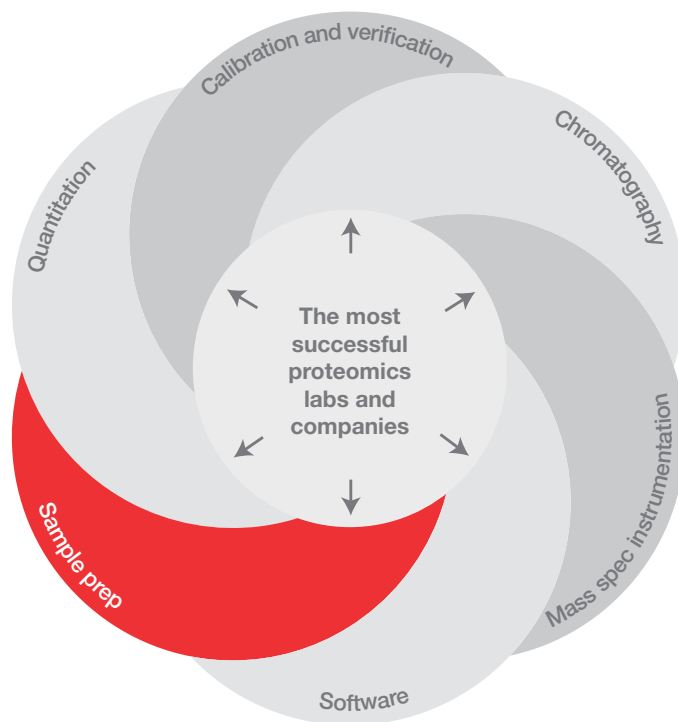 Calibration and verification
Chromatography
Quantitation
The most
successful
proteomics
labs and
companies
Mass spec instrumentation
Sample prep
Software